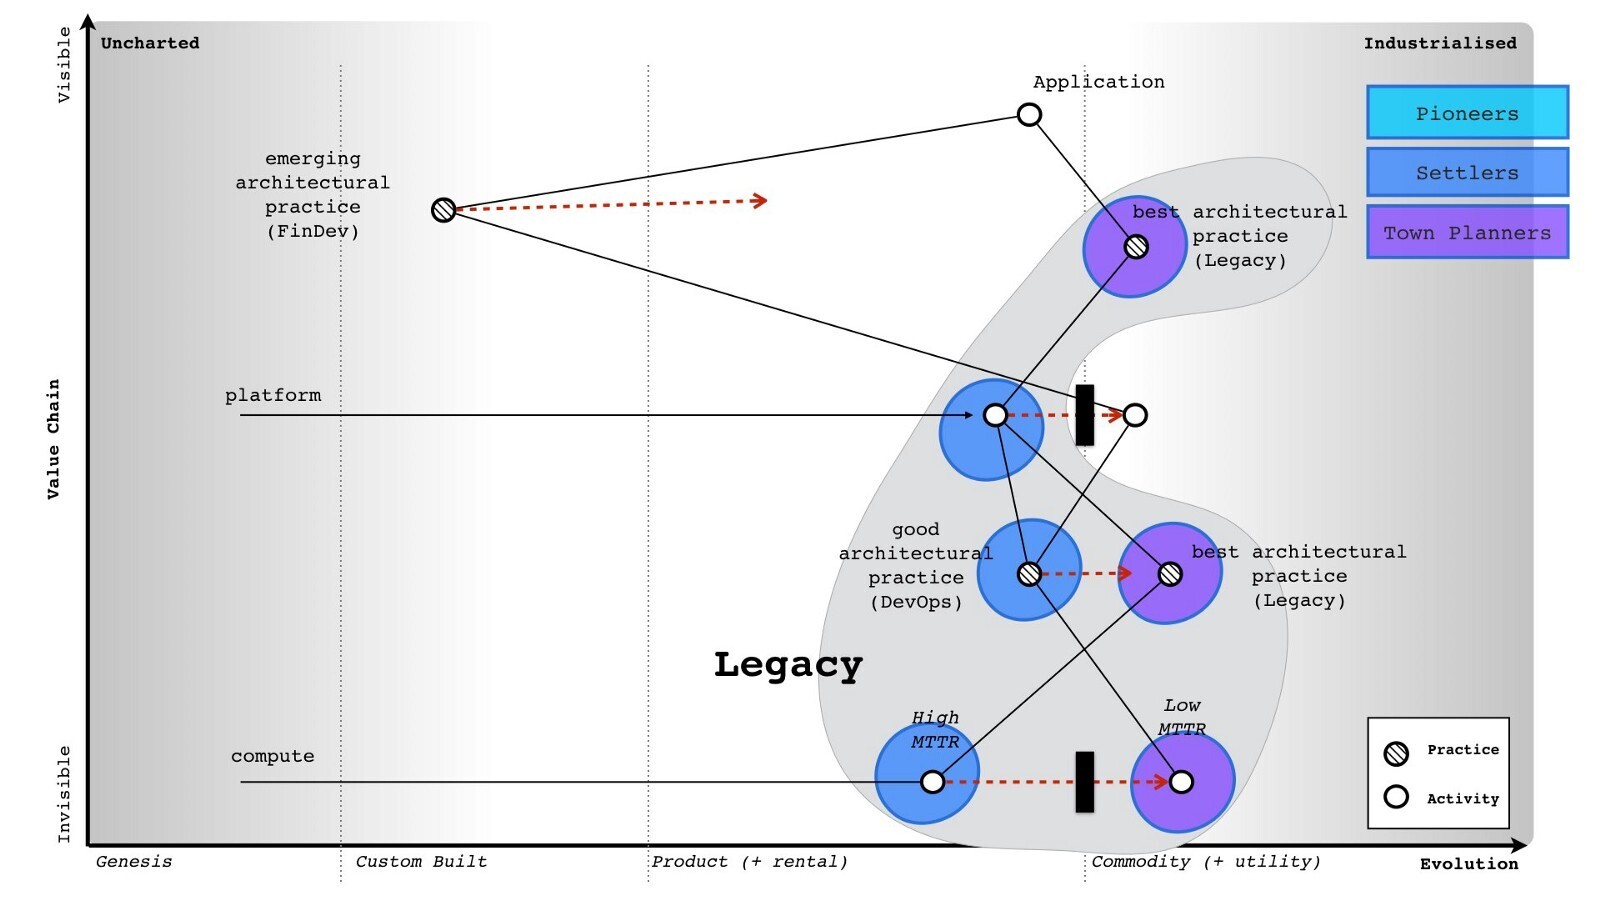 Visible
Uncharted
Industrialised
Application
Pioneers
Settlers
Town Planners
emerging
architectural
practice
(FinDev)
best architectural
practice
(Legacy)
platform
Value Chain
good
architectural
practice
(DevOps)
best architectural
practice
(Legacy)
Legacy
High
MTTR
Low
MTTR
compute
Invisible
Practice
Activity
Genesis
Custom Built
Product (+ rental)
Commodity (+ utility)
Evolution